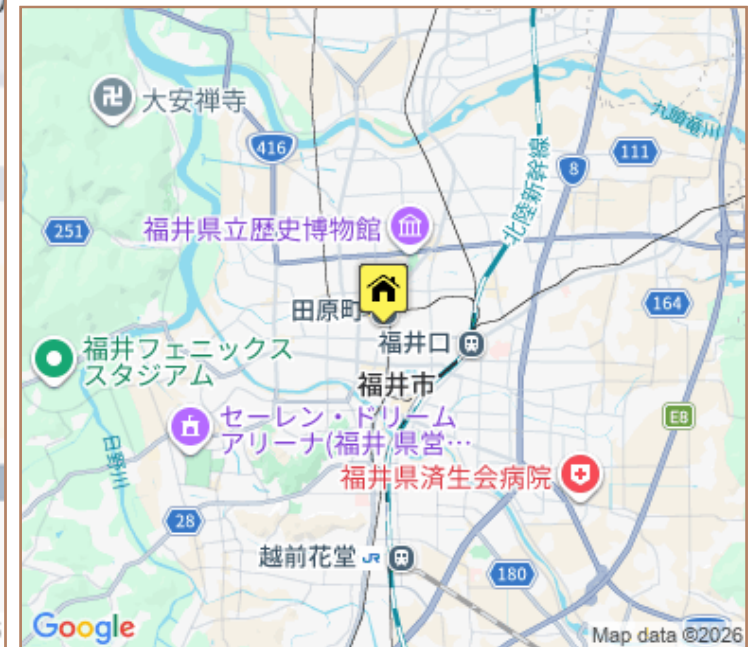 大安禅寺
九頭竜川
416
111
8
北陸新幹線
251
福井県立歴史博物館
田原町
164
福井口
福井フェニックス
スタジアム
福井市
セーレン・ドリーム
アリーナ(福井 県営…
E8
日野川
福井県済生会病院
28
越前花堂 JR
180
Google
Map data ©2026